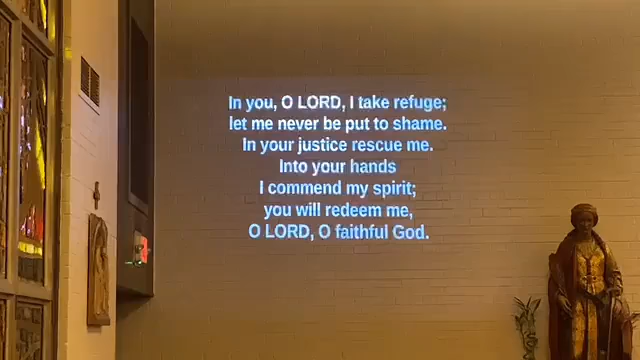 In you, O LORD, I take refuge;
let me never be put to shame.
In your justice rescue me.
Into your hands
I commend my spirit;
you will redeem me,
O LORD, O faithful God.